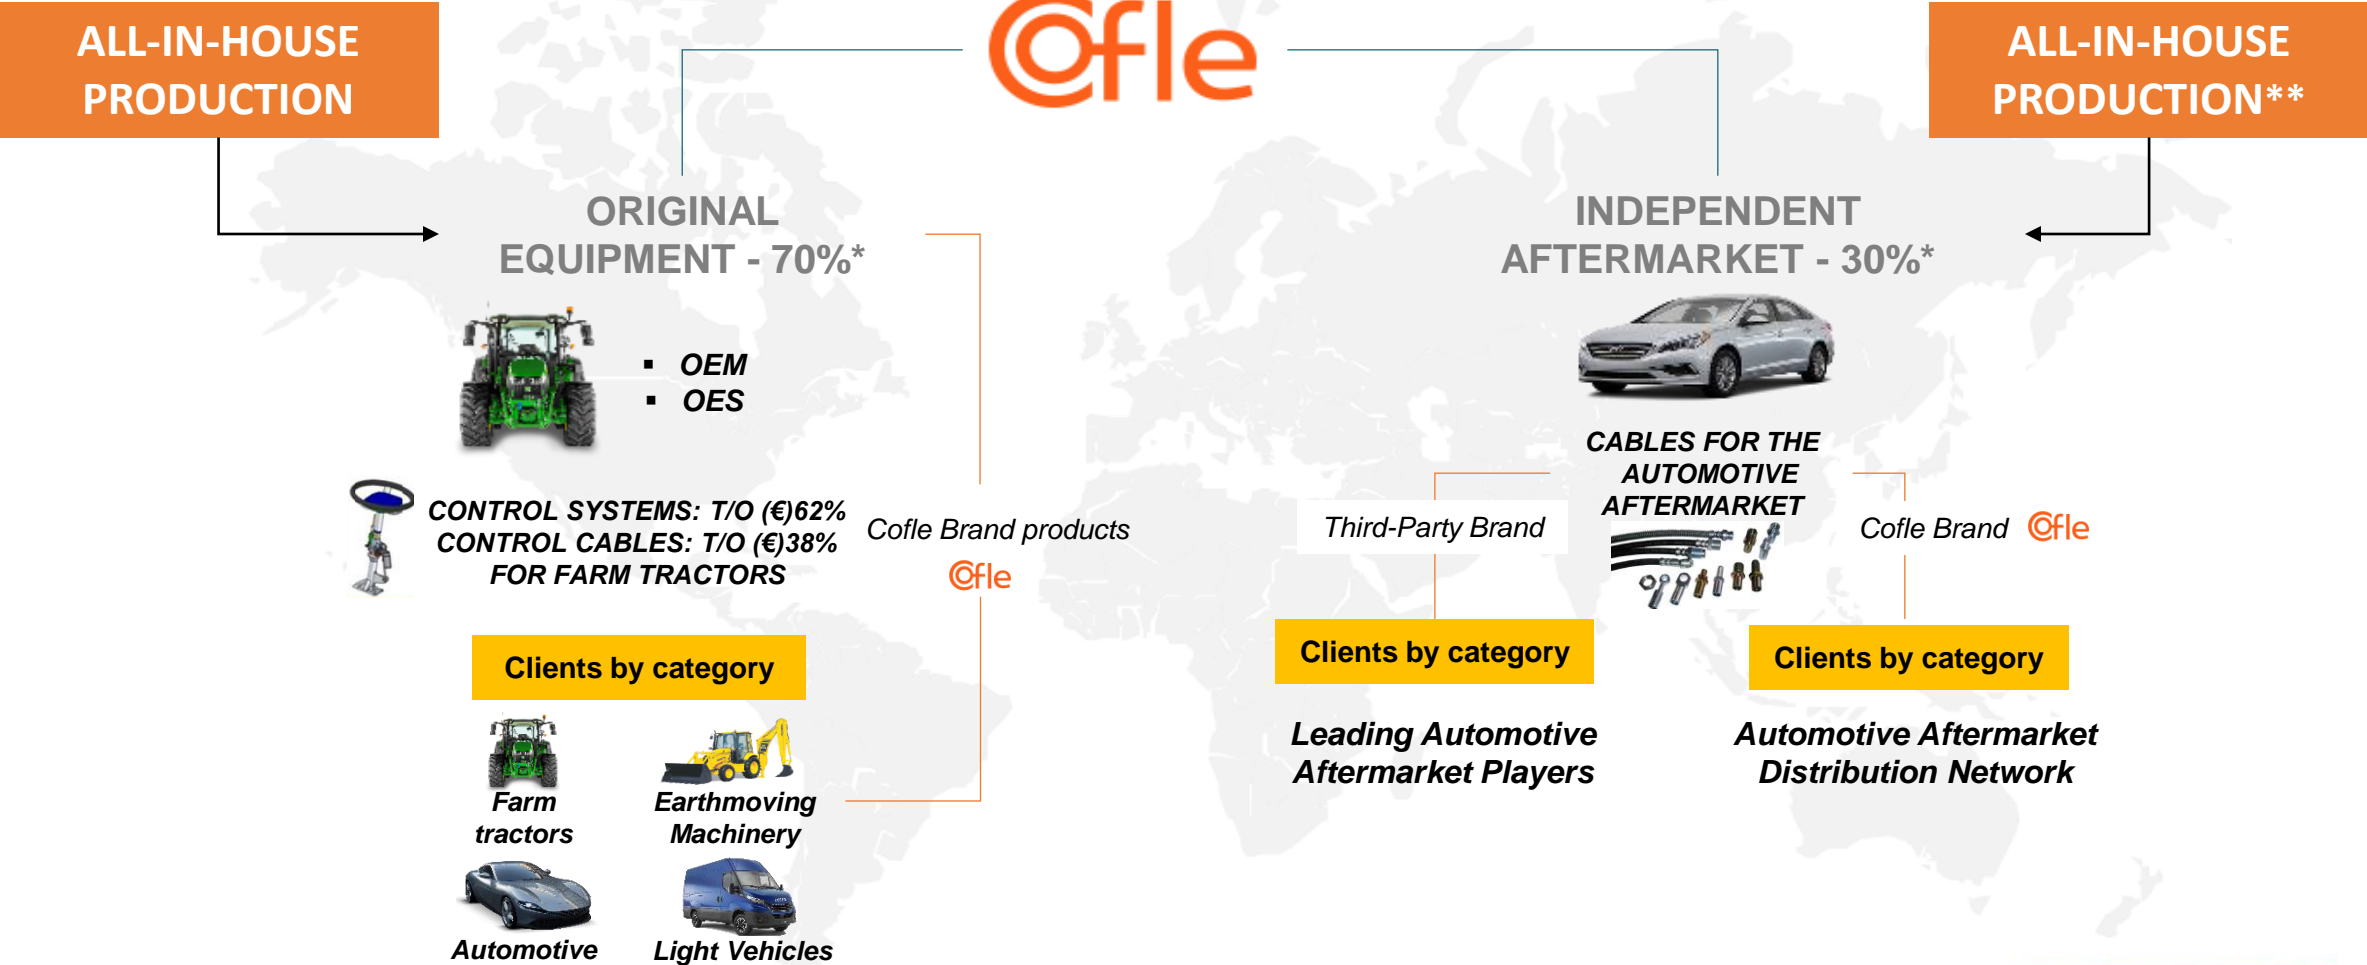 ALL-IN-HOUSE
PRODUCTION
Cofle
ALL-IN-HOUSE
PRODUCTION**
ORIGINAL
EQUIPMENT - 70%*
▪ OEM
▪ OES
CONTROL SYSTEMS: T/O (€)62%
CONTROL CABLES: T/O (€)38%
FOR FARM TRACTORS
Cofle Brand products
Cofle
Clients by category
Farm
tractors
Earthmoving
Machinery
Automotive
Light Vehicles
INDEPENDENT
AFTERMARKET - 30%*
CABLES FOR THE
AUTOMOTIVE
AFTERMARKET
Third-Party Brand
Cofle Brand Cofle
Clients by category
Leading Automotive
Aftermarket Players
Clients by category
Automotive Aftermarket
Distribution Network